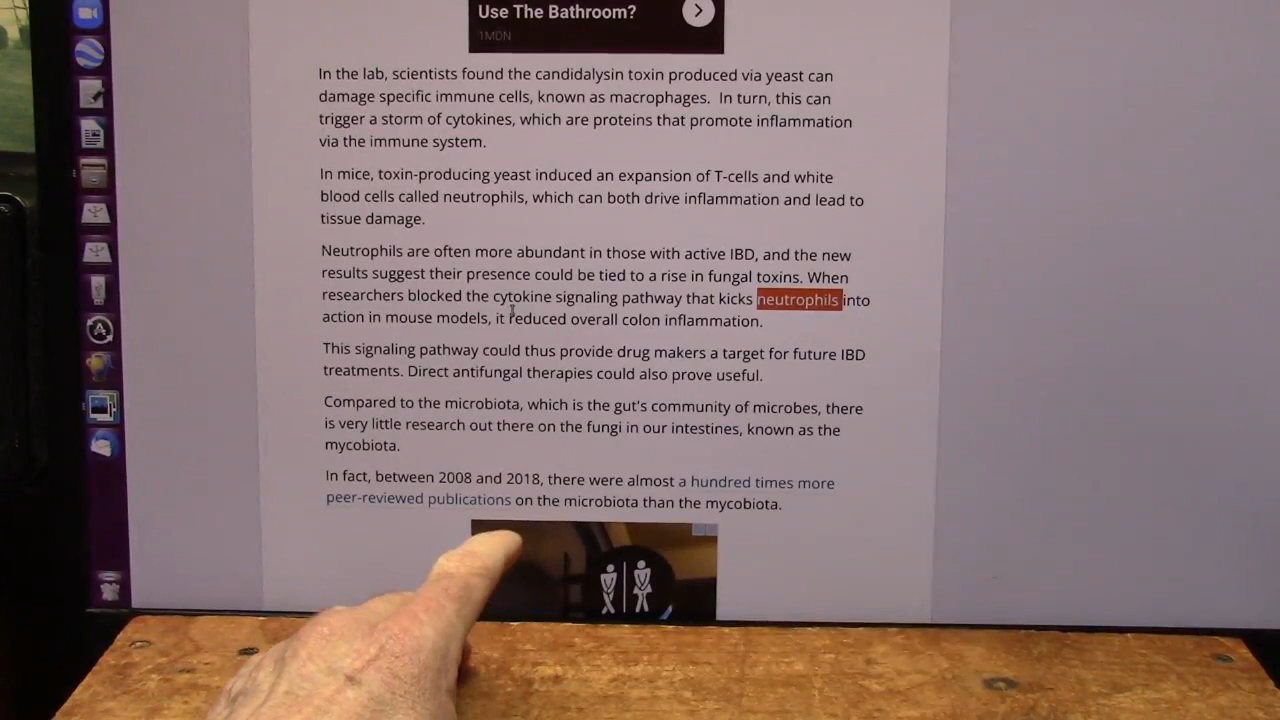 Use The Bathroom?
1MDN
In the lab, scientists found the candidalysin toxin produced via yeast can
damage specific immune cells, known as macrophages. In turn, this can
trigger a storm of cytokines, which are proteins that promote inflammation
via the immune system.
In mice, toxin-producing yeast induced an expansion of T-cells and white
blood cells called neutrophils, which can both drive inflammation and lead to
tissue damage.
Neutrophils are often more abundant in those with active IBD, and the new
results suggest their presence could be tied to a rise in fungal toxins. When
researchers blocked the cytokine signaling pathway that kicks neutrophils into
action in mouse models, it reduced overall colon inflammation.
This signaling pathway could thus provide drug makers a target for future IBD
treatments. Direct antifungal therapies could also prove useful.
Compared to the microbiota, which is the gut's community of microbes, there
is very little research out there on the fungi in our intestines, known as the
mycobiota.
In fact, between 2008 and 2018, there were almost a hundred times more
peer-reviewed publications on the microbiota than the mycobiota.